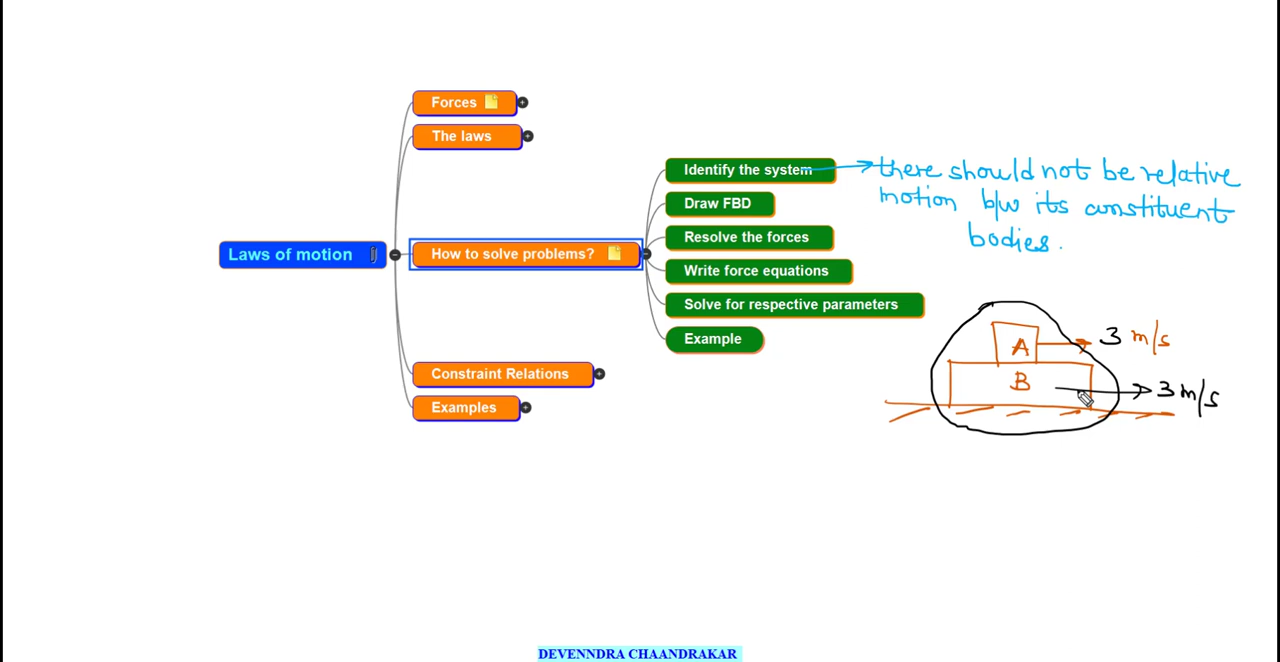 Forces
The laws
Identify the system
there should not be relative
motion b/w its constituent
bodies.
Draw FBD
Resolve the forces
Laws of motion
How to solve problems?
Write force equations
Solve for respective parameters
Example
A
3 m/s
B
3 m/s
Constraint Relations
Examples
DEVENNDRA CHAANDRAKAR